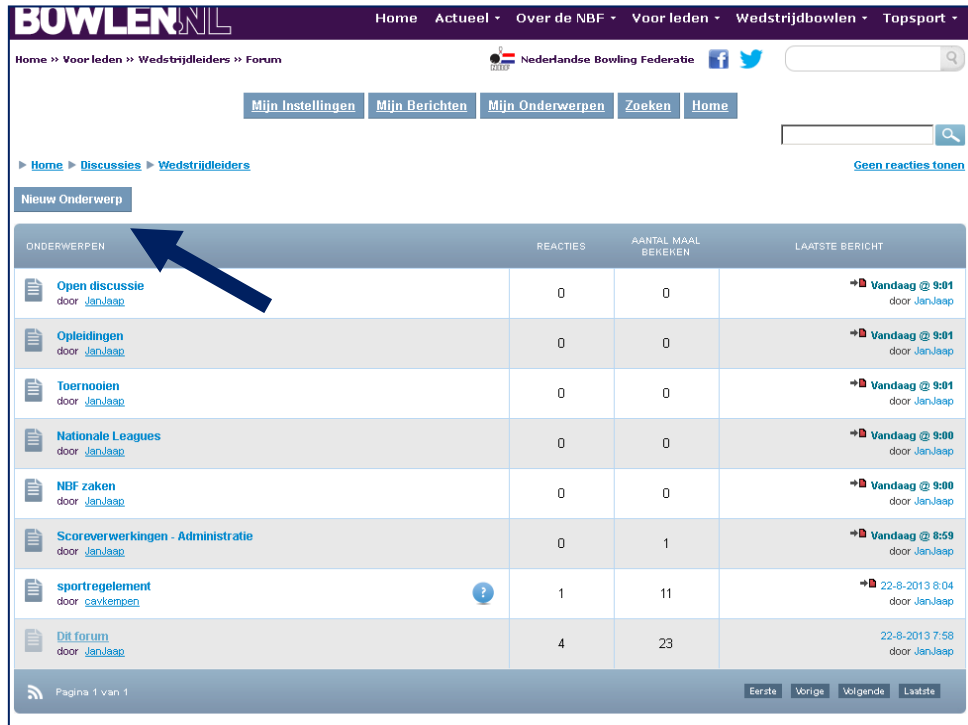 BOWLEN.NL
Home Actueel Over de NBF Voor leden Wedstrijdbowlen Topsport
Home » Voor leden » Wedstrijdleiders » Forum
Nederlandse Bowling Federatie
Mijn Instellingen Mijn Berichten Mijn Onderwerpen Zoeken Home
Home Discussies Wedstrijdleiders
Geen reacties tonen
Nieuw Onderwerp
ONDERWERPEN REACTIES AANTAL MAAL BEKEKEN LAATSTE BERICHT
Open discussie 0 0 Vandaag @ 9:01
door JanJaap door JanJaap
Opleidingen 0 0 Vandaag @ 9:01
door JanJaap door JanJaap
Toernooien 0 0 Vandaag @ 9:01
door JanJaap door JanJaap
Nationale Leagues 0 0 Vandaag @ 9:00
door JanJaap door JanJaap
NBF zaken 0 0 Vandaag @ 9:00
door JanJaap door JanJaap
Scoreverwerkingen - Administratie 0 1 Vandaag @ 8:59
door JanJaap door JanJaap
sportregelement ? 1 11 22-8-2013 8:04
door cavkempen door JanJaap
Dit forum 4 23 22-8-2013 7:58
door JanJaap door JanJaap
Pagina 1 van 1 Eerste Vorige Volgende Laatste